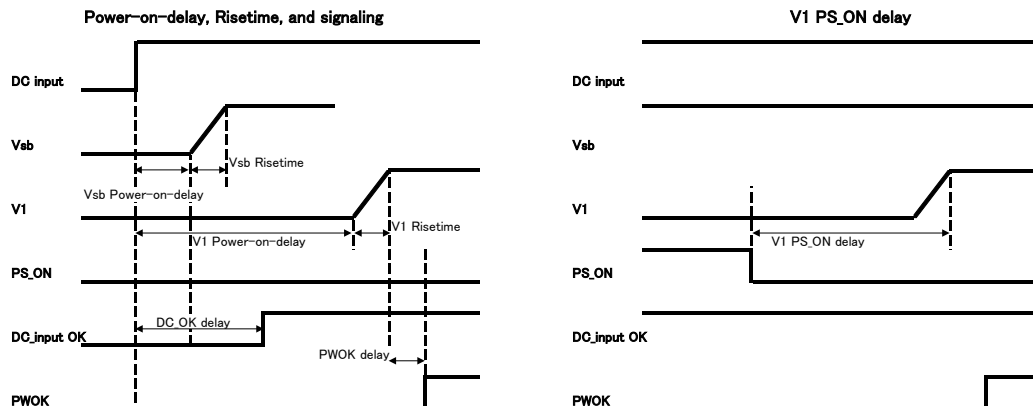 Power-on-delay, Risetime, and signaling
DC input
Vsb
Vsb Risetime
Vsb Power-on-delay
V1
V1 Risetime
V1 Power-on-delay
PS_ON
DC_OK delay
DC_input OK
PWOK delay
PWOK
V1 PS_ON delay
DC input
Vsb
V1
V1 PS_ON delay
PS_ON
DC_input OK
PWOK